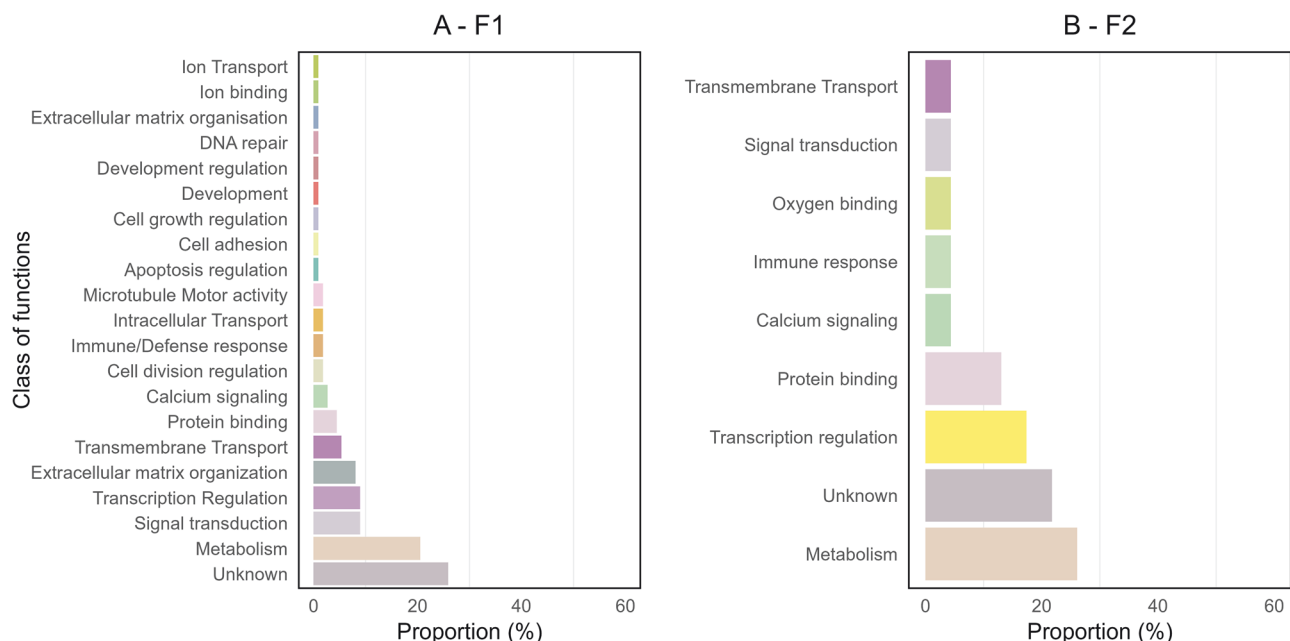 A - F1
Class of functions
Ion Transport
Ion binding
Extracellular matrix organisation
DNA repair
Development regulation
Development
Cell growth regulation
Cell adhesion
Apoptosis regulation
Microtubule Motor activity
Intracellular Transport
Immune/Defense response
Cell division regulation
Calcium signaling
Protein binding
Transmembrane Transport
Extracellular matrix organization
Transcription Regulation
Signal transduction
Metabolism
Unknown
0 20 40 60
Proportion (%)
B - F2
Transmembrane Transport
Signal transduction
Oxygen binding
Immune response
Calcium signaling
Protein binding
Transcription regulation
Unknown
Metabolism
0 20 40 60
Proportion (%)